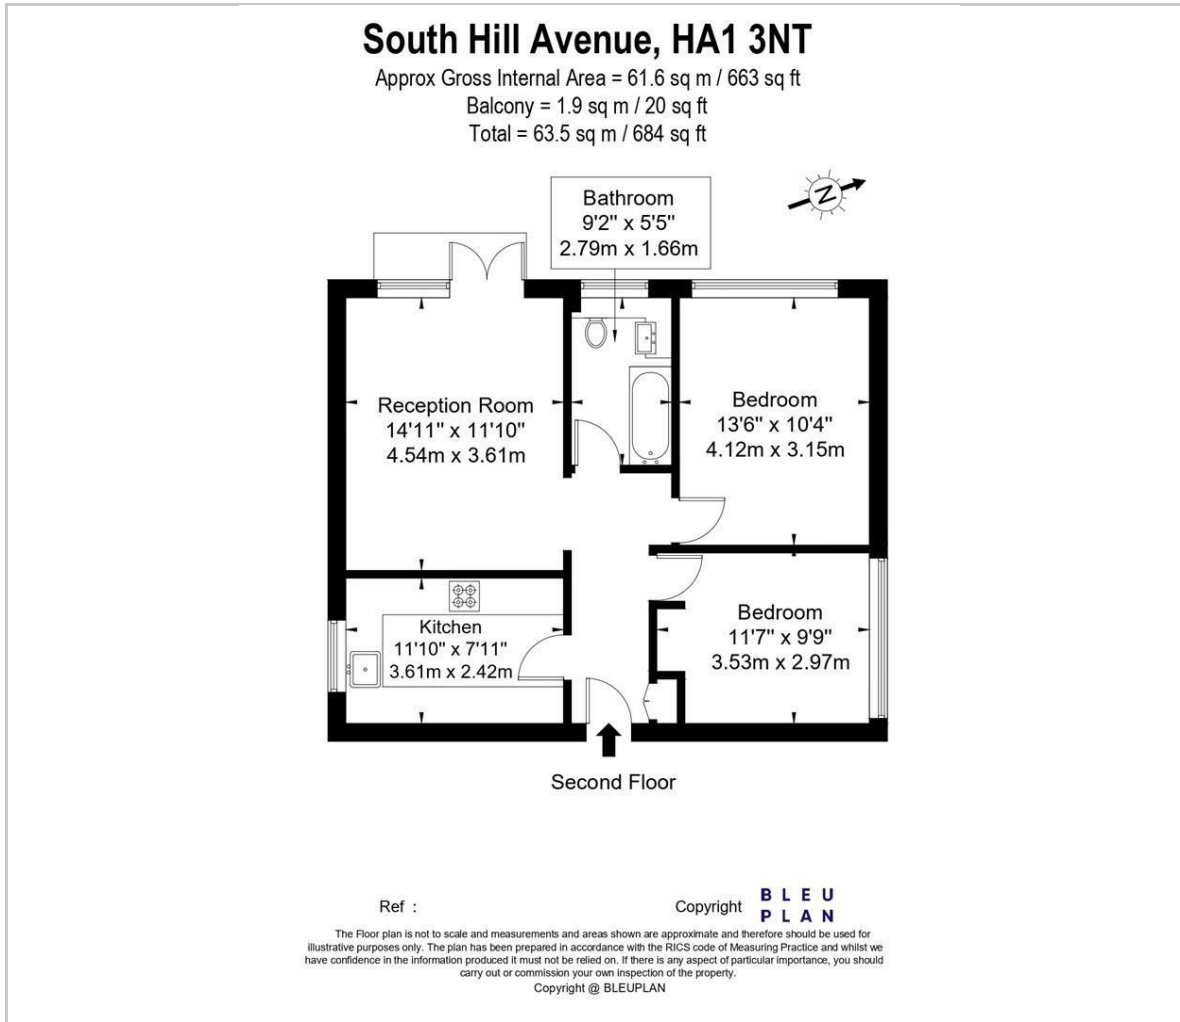 South Hill Avenue, HA1 3NT
Approx Gross Internal Area = 61.6 sq m / 663 sq ft
Balcony = 1.9 sq m / 20 sq ft
Total = 63.5 sq m / 684 sq ft
N
Bathroom
9'2" x 5'5"
2.79m x 1.66m
Reception Room
14'11" x 11'10"
4.54m x 3.61m
Bedroom
13'6" x 10'4"
4.12m x 3.15m
Kitchen
11'10" x 7'11"
3.61m x 2.42m
Bedroom
11'7" x 9'9"
3.53m x 2.97m
Second Floor
Ref :
Copyright
BLEU
PLAN
The Floor plan is not to scale and measurements and areas shown are approximate and therefore should be used for
illustrative purposes only. The plan has been prepared in accordance with the RICS code of Measuring Practice and whilst we
have confidence in the information produced it must not be relied on. If there is any aspect of particular importance, you should
carry out or commission your own inspection of the property.
Copyright @ BLEUPLAN